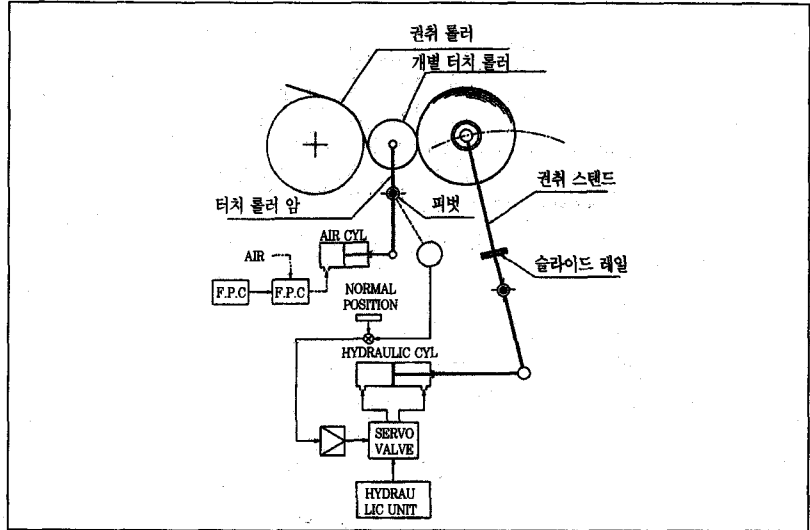 권취 롤러
개별 터치 롤러
권취 스탠드
터치 롤러 암
피벗
AIR CYL
AIR
슬라이드 레일
F.P.C
F.P.C
NORMAL
POSITION
HYDRAULIC CYL
SERVO
VALVE
HYDRAU
LIC UNIT